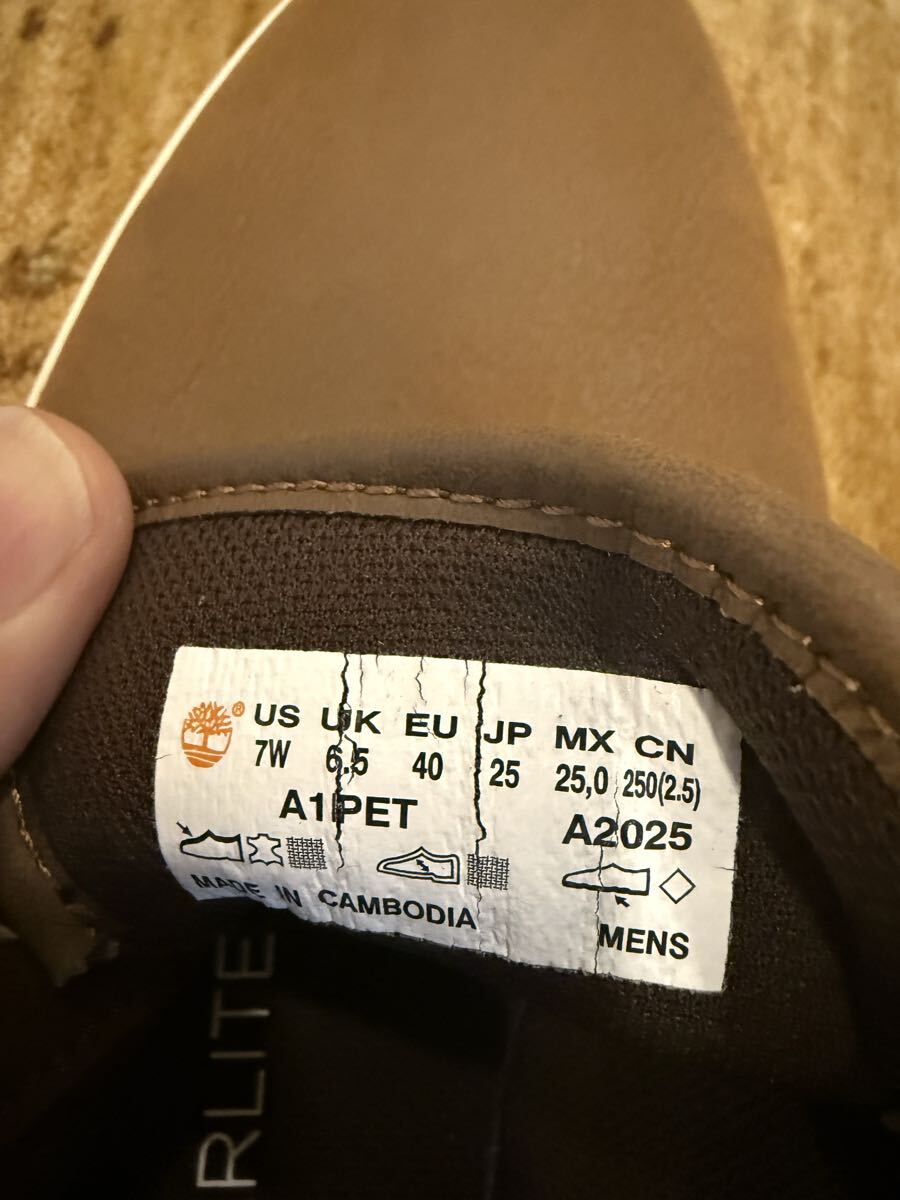 ® US UK EU JP MX CN
7W 6.5 40 25 25,0 250(2.5)
A1PET A2025
MADE IN CAMBODIA MENS
RLITE